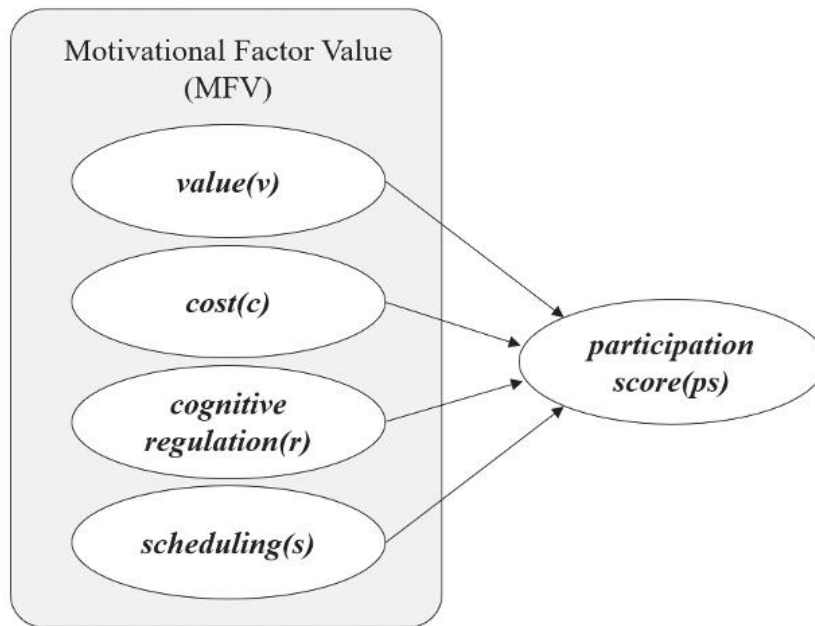 Motivational Factor Value
(MFV)
value(v)
cost(c)
cognitive
regulation(r)
scheduling(s)
participation
score(ps)